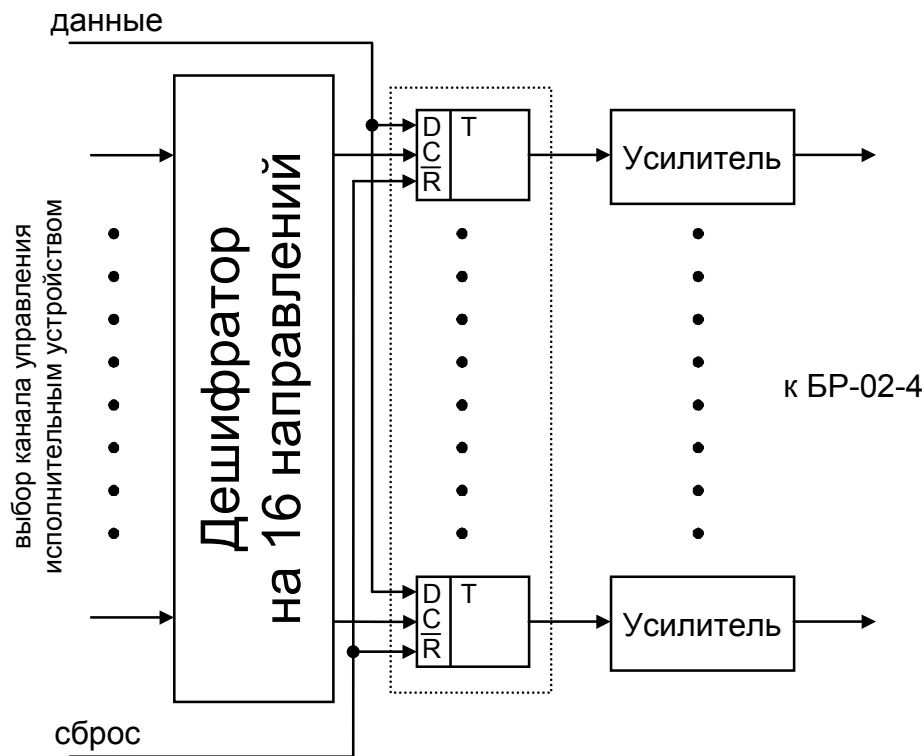 данные
выбор канала управления
исполнительным устройством
Дешифратор
на 16 направлений
D T
C
R
Усилитель
к БР-02-4
D T
C
R
Усилитель
сброс